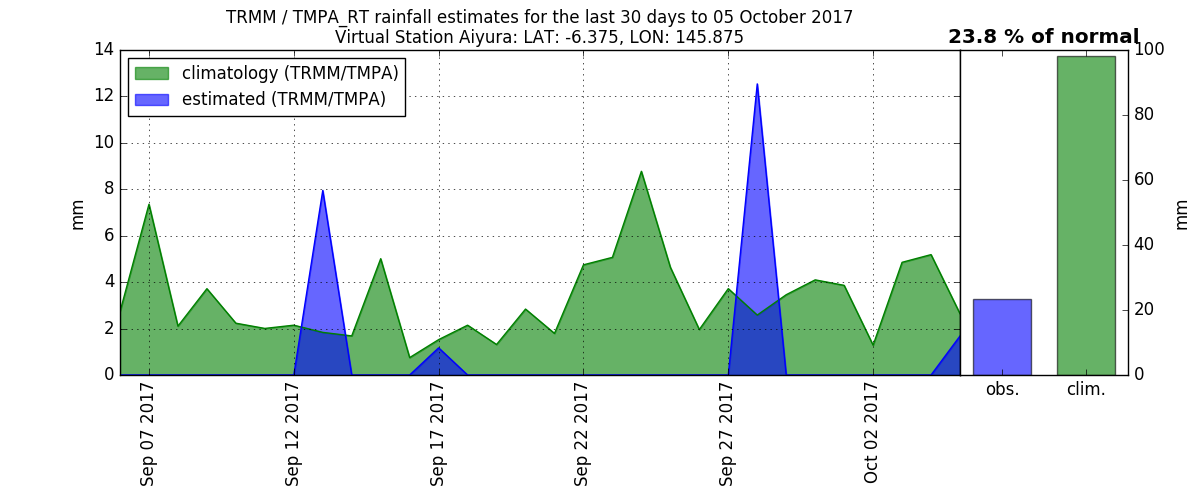 TRMM / TMPA_RT rainfall estimates for the last 30 days to 05 October 2017
Virtual Station Aiyura: LAT: -6.375, LON: 145.875
23.8 % of normal
climatology (TRMM/TMPA)
estimated (TRMM/TMPA)
mm
14
12
10
8
6
4
2
0
Sep 07 2017
Sep 12 2017
Sep 17 2017
Sep 22 2017
Sep 27 2017
Oct 02 2017
obs.
clim.
100
80
60
40
20
0
mm